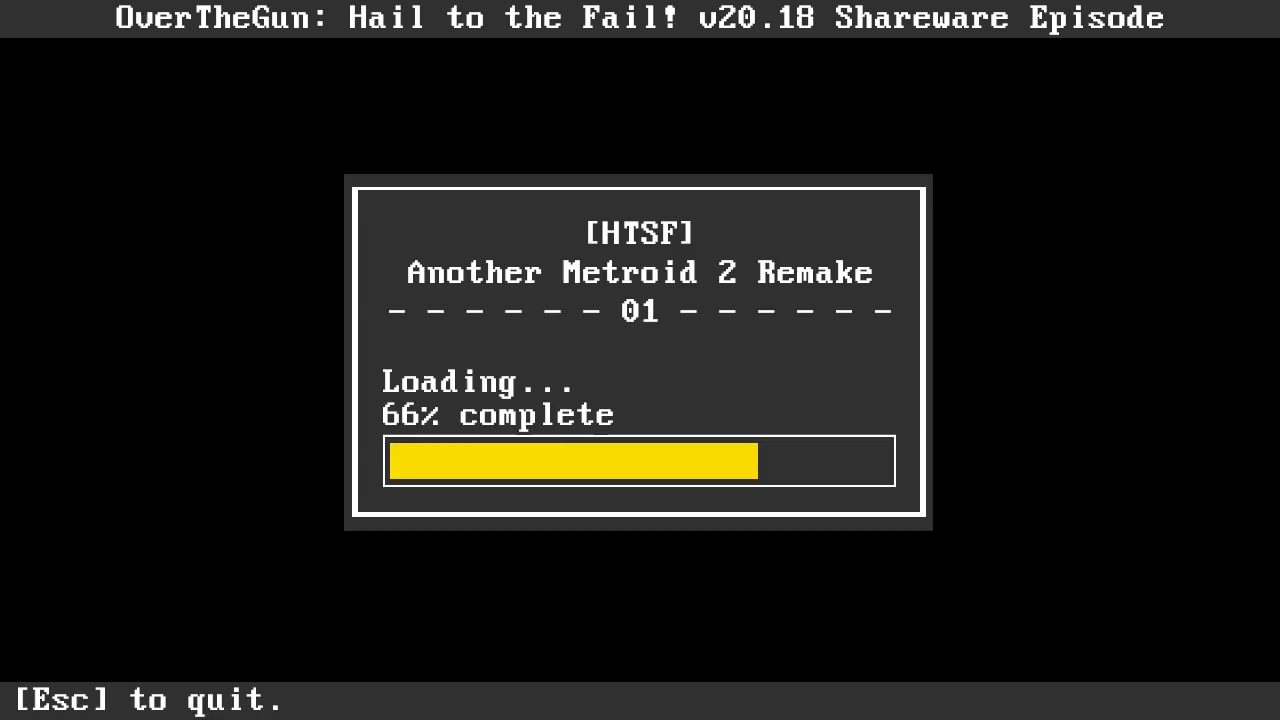 OverTheGun: Hail to the Fail! v20.18 Shareware Episode
[HTSF]
Another Metroid 2 Remake
- - - - - - 01 - - - - - -
Loading...
66% complete
[Esc] to quit.